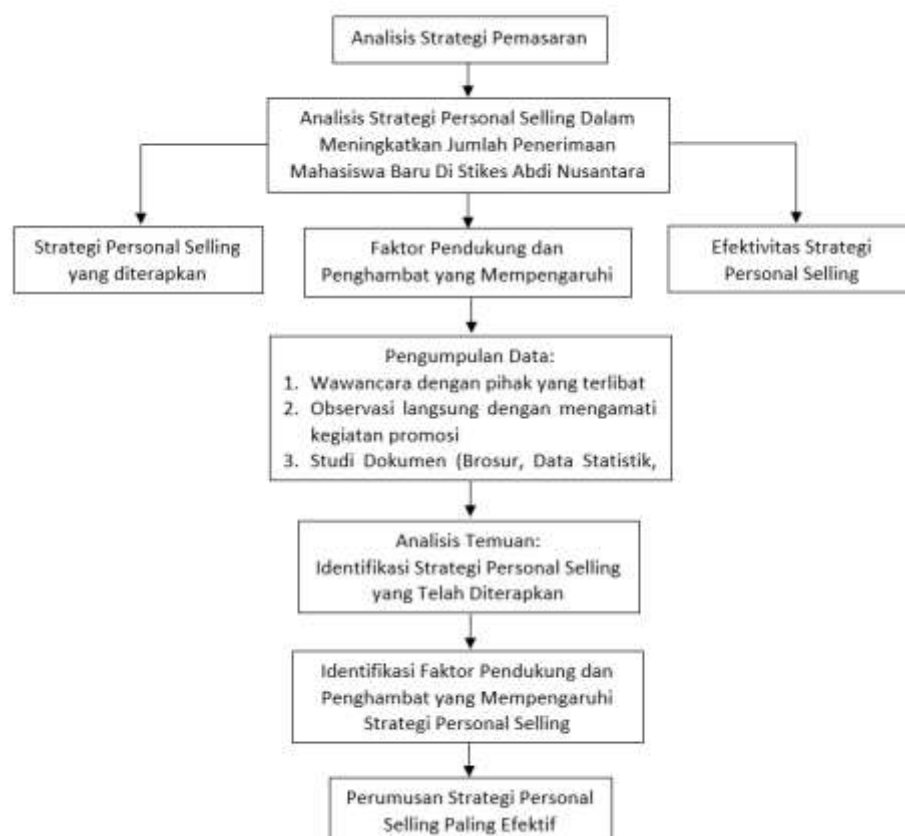 Analisis Strategi Pemasaran
Analisis Strategi Personal Selling Dalam
Meningkatkan Jumlah Penerimaan
Mahasiswa Baru Di Stikes Abdi Nusantara
Strategi Personal Selling
yang diterapkan
Faktor Pendukung dan
Penghambat yang Mempengaruhi
Efektivitas Strategi
Personal Selling
Pengumpulan Data:
1. Wawancara dengan pihak yang terlibat
2. Observasi langsung dengan mengamati
kegiatan promosi
3. Studi Dokumen (Brosur, Data Statistik,
Analisis Temuan:
Identifikasi Strategi Personal Selling
yang Telah Diterapkan
Identifikasi Faktor Pendukung dan
Penghambat yang Mempengaruhi
Strategi Personal Selling
Perumusan Strategi Personal
Selling Paling Efektif